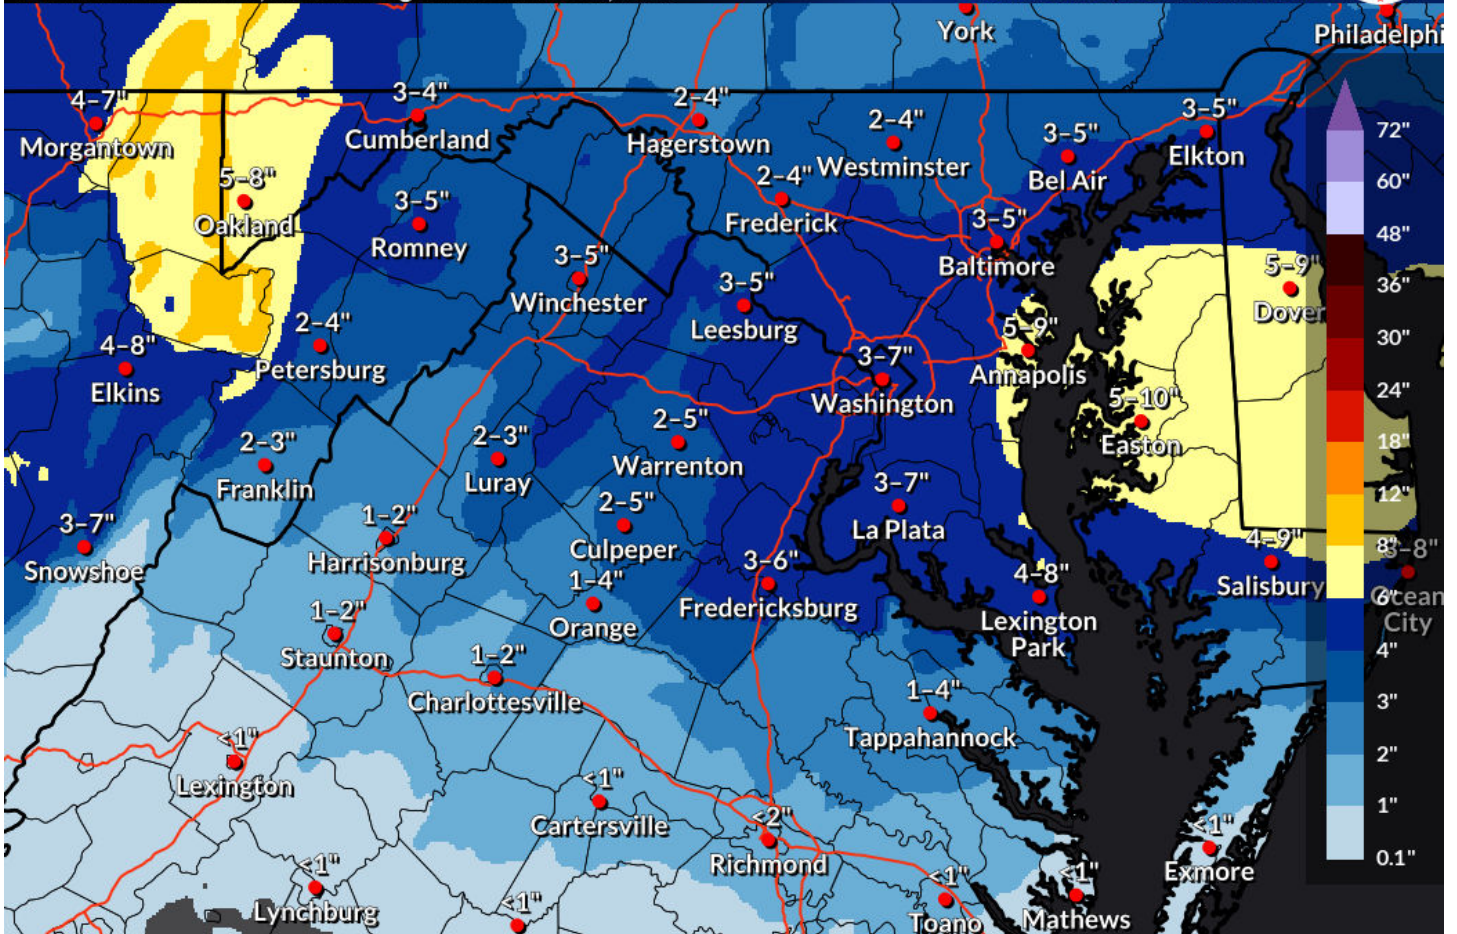 York
Philadelphi
4–7"
Morgantown
3–4"
Cumberland
2–4"
Hagerstown
2–4"
Westminster
3–5"
Bel Air
3–5"
Elkton
72"
5–8"
Oakland
3–5"
Romney
2–4"
Frederick
3–5"
Baltimore
60"
48"
3–5"
Winchester
3–5"
Leesburg
5–9"
Dover
36"
4–8"
Elkins
2–4"
Petersburg
3–7"
Washington
5–9"
Annapolis
30"
24"
5–10"
Easton
18"
2–3"
Franklin
2–3"
Luray
2–5"
Warrenton
12"
3–7"
Snowshoe
1–2"
Harrisonburg
2–5"
Culpeper
3–7"
La Plata
8"
4–9"
Salisbury
–8"
Ocean
City
6"
1–4"
Orange
3–6"
Fredericksburg
4–8"
Lexington
Park
4"
1–2"
Staunton
1–2"
Charlottesville
1–4"
Tappahannock
3"
2"
<1"
Lexington
<1"
Cartersville
<2"
Richmond
<1"
Exmore
1"
0.1"
<1"
Lynchburg
<1"
<1"
Toano
<1"
Mathews